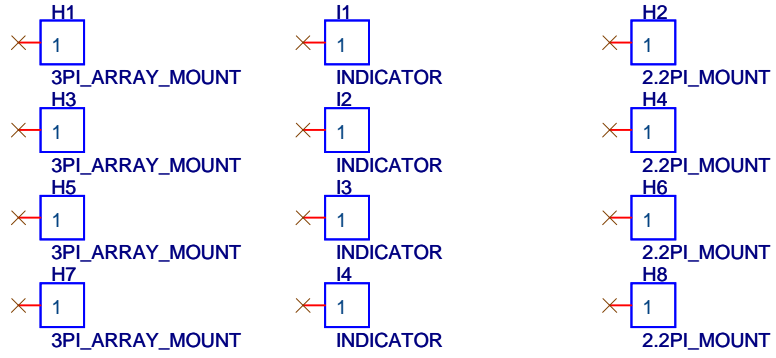 H1 I1 H2
1 1 1
3PI_ARRAY_MOUNT INDICATOR 2.2PI_MOUNT
H3 I2 H4
1 1 1
3PI_ARRAY_MOUNT INDICATOR 2.2PI_MOUNT
H5 I3 H6
1 1 1
3PI_ARRAY_MOUNT INDICATOR 2.2PI_MOUNT
H7 I4 H8
1 1 1
3PI_ARRAY_MOUNT INDICATOR 2.2PI_MOUNT